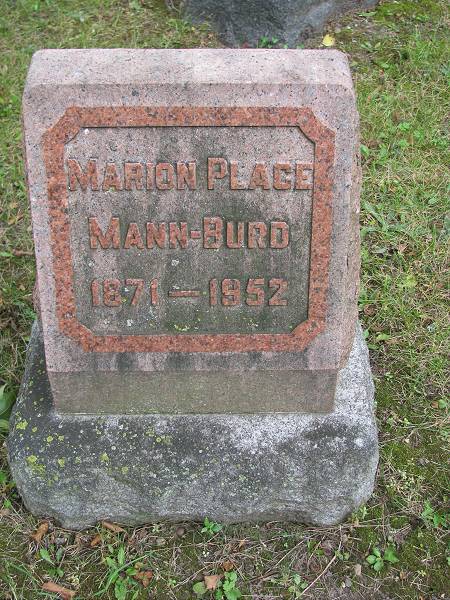 Marion Place
Mann-Burd
1871 — 1952